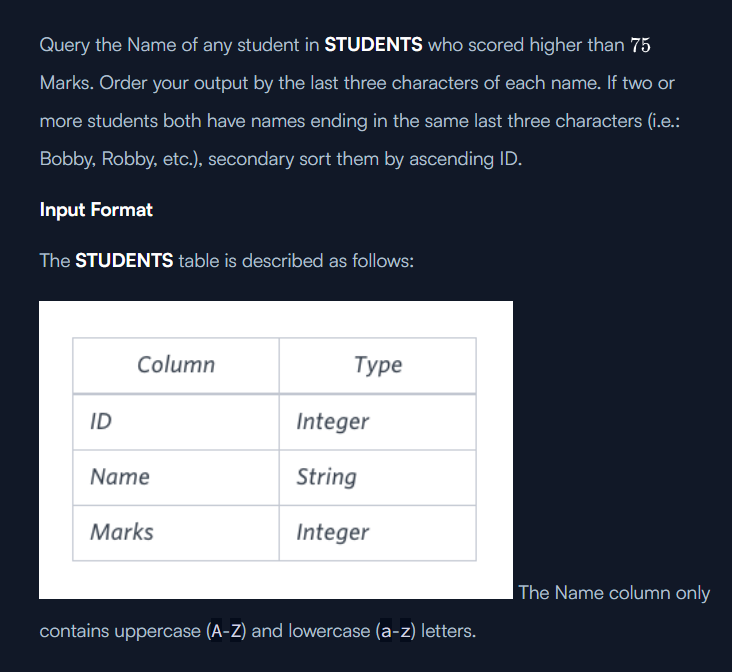 Query the Name of any student in STUDENTS who scored higher than 75
Marks. Order your output by the last three characters of each name. If two or
more students both have names ending in the same last three characters (i.e.:
Bobby, Robby, etc.), secondary sort them by ascending ID.
Input Format
The STUDENTS table is described as follows:
Column Type
ID Integer
Name String
Marks Integer
The Name column only
contains uppercase (A-Z) and lowercase (a-z) letters.